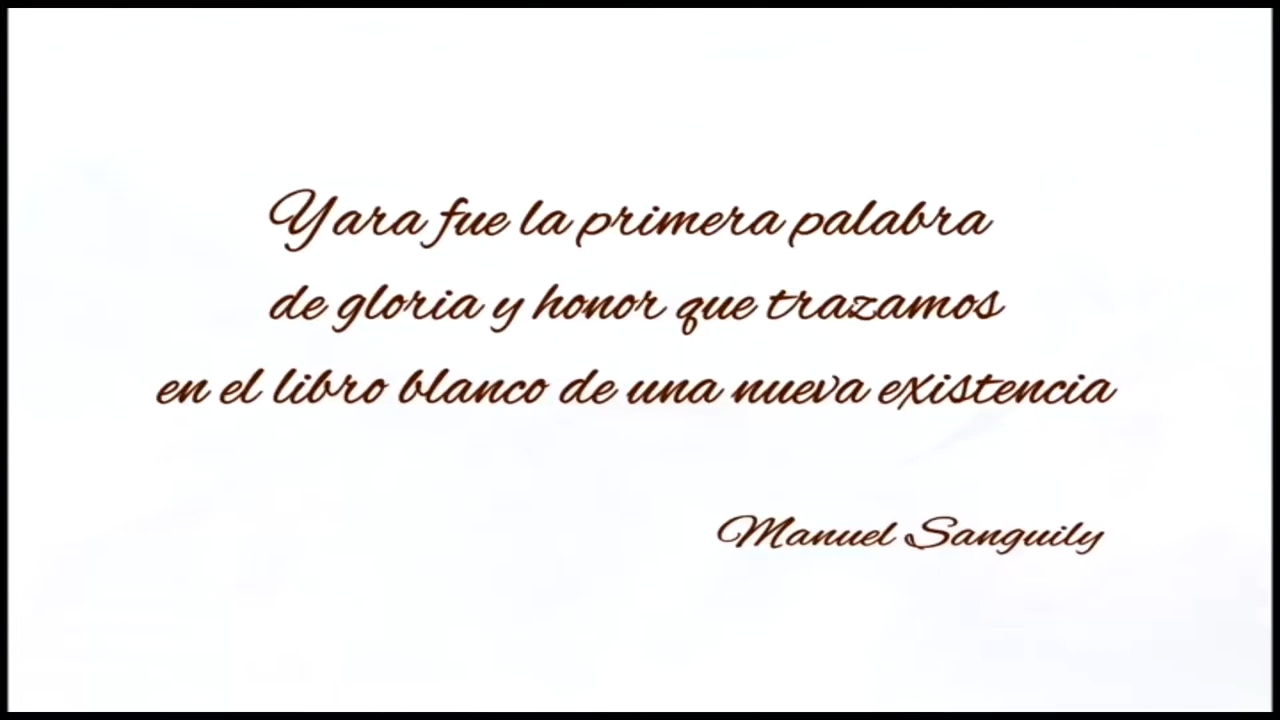 Yara fue la primera palabra
de gloria y honor que trazamos
en el libro blanco de una nueva existencia
Manuel Sanguily